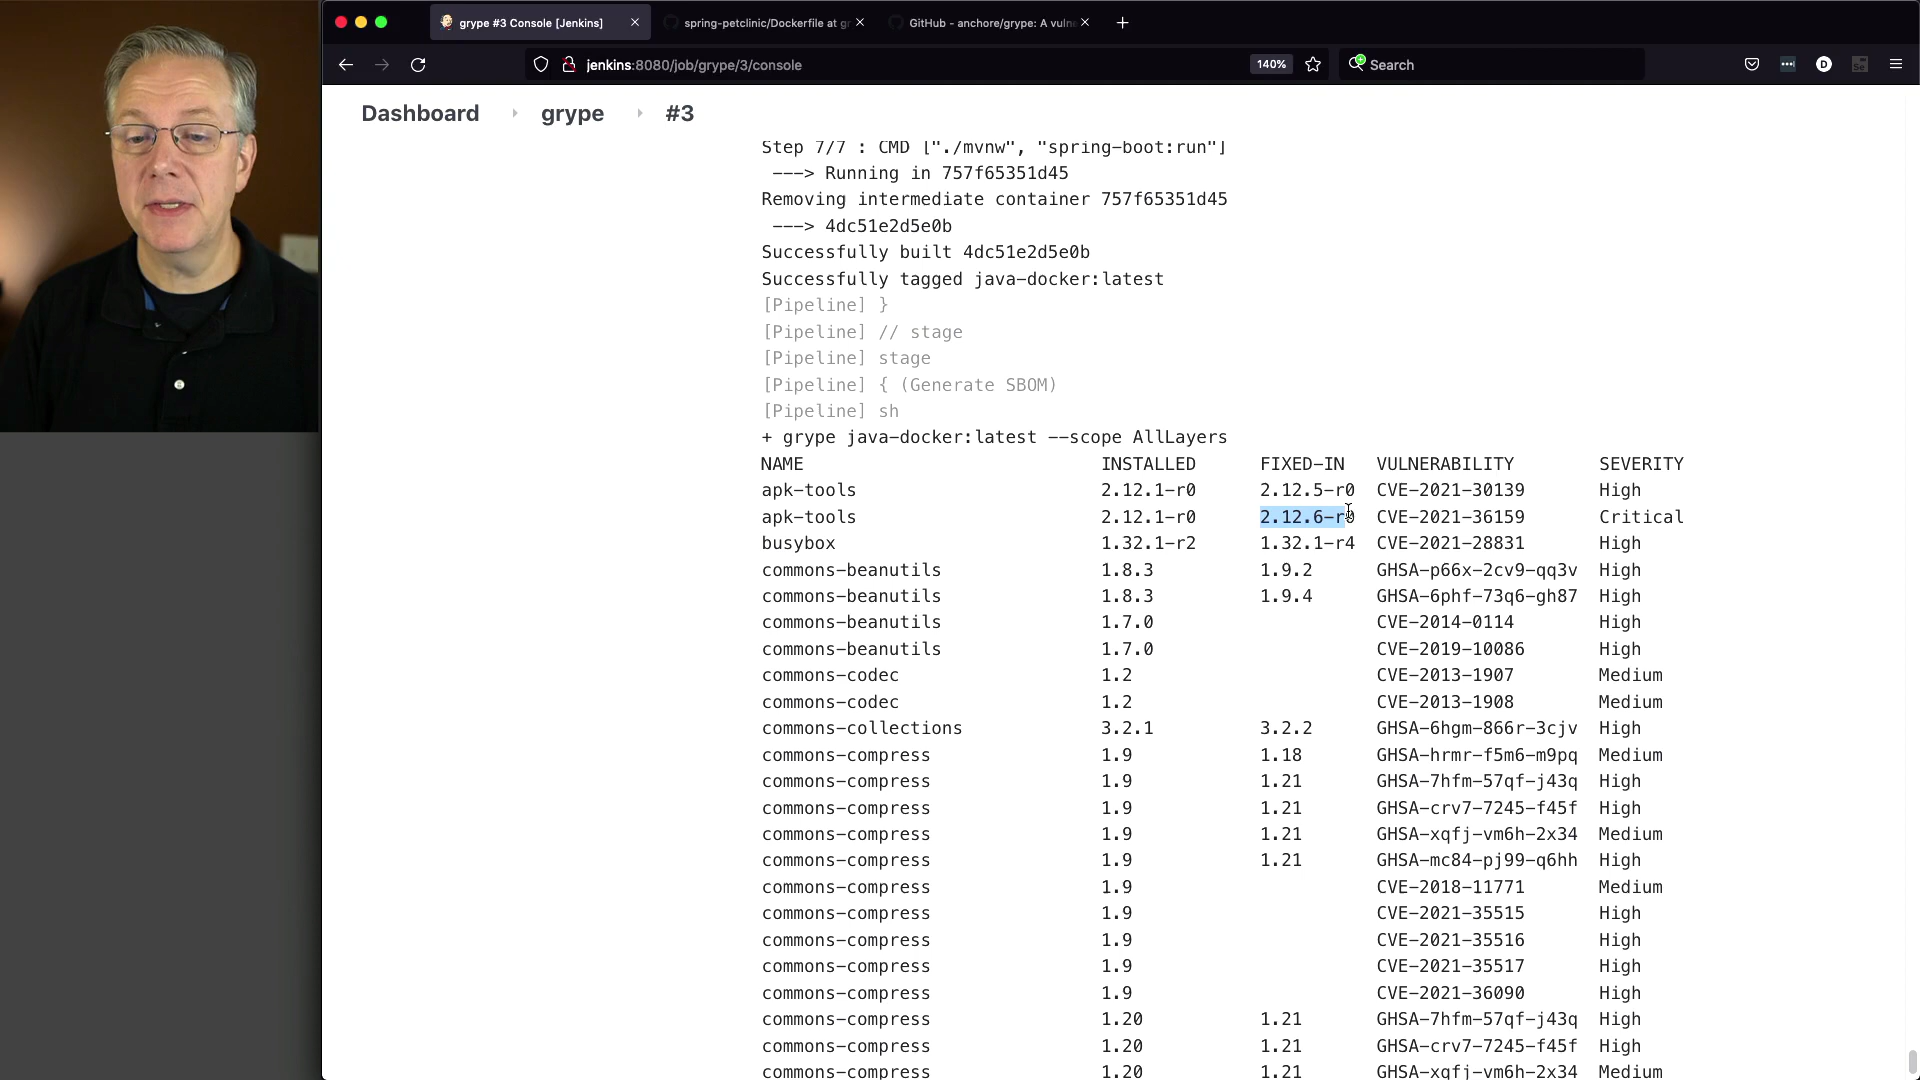 grype #3 Console [Jenkins]
spring-petclinic/Dockerfile at gr
GitHub - anchore/grype: A vulne
jenkins:8080/job/grype/3/console
140%
Search
Dashboard
grype
#3
Step 7/7 : CMD ["./mvnw", "spring-boot:run"]
---> Running in 757f65351d45
Removing intermediate container 757f65351d45
---> 4dc51e2d5e0b
Successfully built 4dc51e2d5e0b
Successfully tagged java-docker:latest
[Pipeline] }
[Pipeline] // stage
[Pipeline] stage
[Pipeline] { (Generate SBOM)
[Pipeline] sh
+ grype java-docker:latest --scope AllLayers
NAME INSTALLED FIXED-IN VULNERABILITY SEVERITY
apk-tools 2.12.1-r0 2.12.5-r0 CVE-2021-30139 High
apk-tools 2.12.1-r0 2.12.6-r0 CVE-2021-36159 Critical
busybox 1.32.1-r2 1.32.1-r4 CVE-2021-28831 High
commons-beanutils 1.8.3 1.9.2 GHSA-p66x-2cv9-qq3v High
commons-beanutils 1.8.3 1.9.4 GHSA-6phf-73q6-gh87 High
commons-beanutils 1.7.0 CVE-2014-0114 High
commons-beanutils 1.7.0 CVE-2019-10086 High
commons-codec 1.2 CVE-2013-1907 Medium
commons-codec 1.2 CVE-2013-1908 Medium
commons-collections 3.2.1 3.2.2 GHSA-6hgm-866r-3cjv High
commons-compress 1.9 1.18 GHSA-hrmr-f5m6-m9pq Medium
commons-compress 1.9 1.21 GHSA-7hfm-57qf-j43q High
commons-compress 1.9 1.21 GHSA-crv7-7245-f45f High
commons-compress 1.9 1.21 GHSA-xqfj-vm6h-2x34 Medium
commons-compress 1.9 1.21 GHSA-mc84-pj99-q6hh High
commons-compress 1.9 CVE-2018-11771 Medium
commons-compress 1.9 CVE-2021-35515 High
commons-compress 1.9 CVE-2021-35516 High
commons-compress 1.9 CVE-2021-35517 High
commons-compress 1.9 CVE-2021-36090 High
commons-compress 1.20 1.21 GHSA-7hfm-57qf-j43q High
commons-compress 1.20 1.21 GHSA-crv7-7245-f45f High
commons-compress 1.20 1.21 GHSA-xqfj-vm6h-2x34 Medium